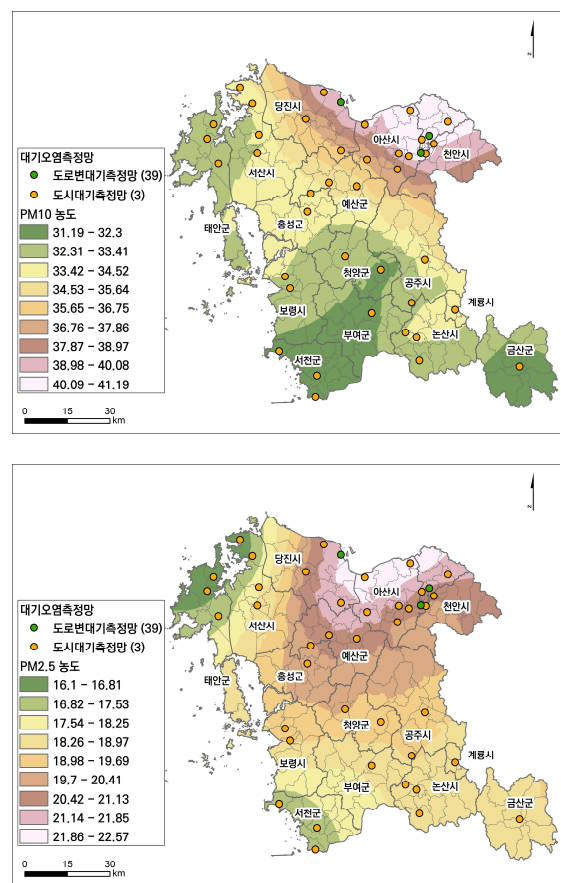 N
당진시
아산시
천안시
서산시
예산군
태안군
홍성군
청양군
공주시
계룡시
보령시
부여군
논산시
금산군
서천군
대기오염측정망
도로변대기측정망 (39)
도시대기측정망 (3)
PM10 농도
31.19 - 32.3
32.31 - 33.41
33.42 - 34.52
34.53 - 35.64
35.65 - 36.75
36.76 - 37.86
37.87 - 38.97
38.98 - 40.08
40.09 - 41.19
0 15 30
km
N
당진시
아산시
천안시
서산시
예산군
태안군
홍성군
청양군
공주시
계룡시
보령시
부여군
논산시
금산군
서천군
대기오염측정망
도로변대기측정망 (39)
도시대기측정망 (3)
PM2.5 농도
16.1 - 16.81
16.82 - 17.53
17.54 - 18.25
18.26 - 18.97
18.98 - 19.69
19.7 - 20.41
20.42 - 21.13
21.14 - 21.85
21.86 - 22.57
0 15 30
km